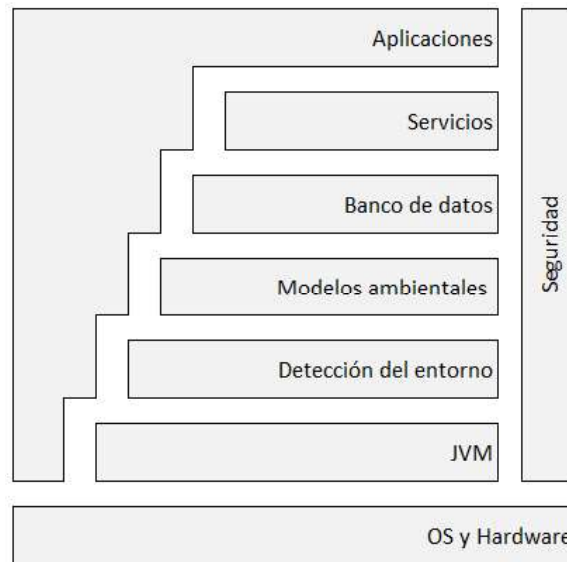 Aplicaciones
Servicios
Banco de datos
Modelos ambientales
Detección del entorno
JVM
Seguridad
OS y Hardware